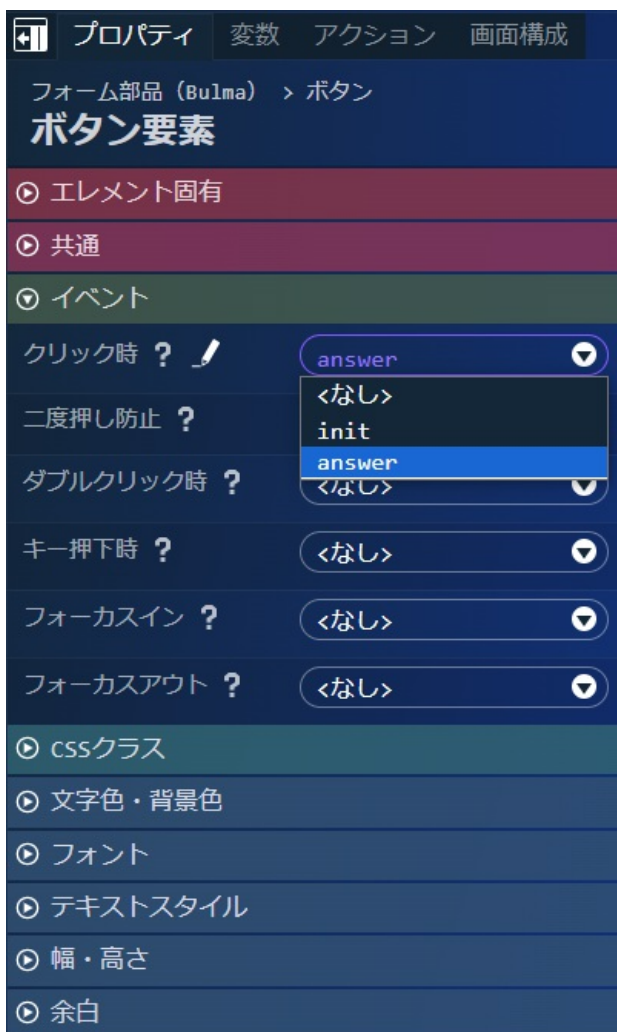 プロパティ 変数 アクション 画面構成
フォーム部品（Bulma） > ボタン
ボタン要素
エレメント固有
共通
イベント
クリック時 ? answer
<なし>
二度押し防止 ?
init
answer
ダブルクリック時 ? <なし>
キー押下時 ? <なし>
フォーカスイン ? <なし>
フォーカスアウト ? <なし>
cssクラス
文字色・背景色
フォント
テキストスタイル
幅・高さ
余白